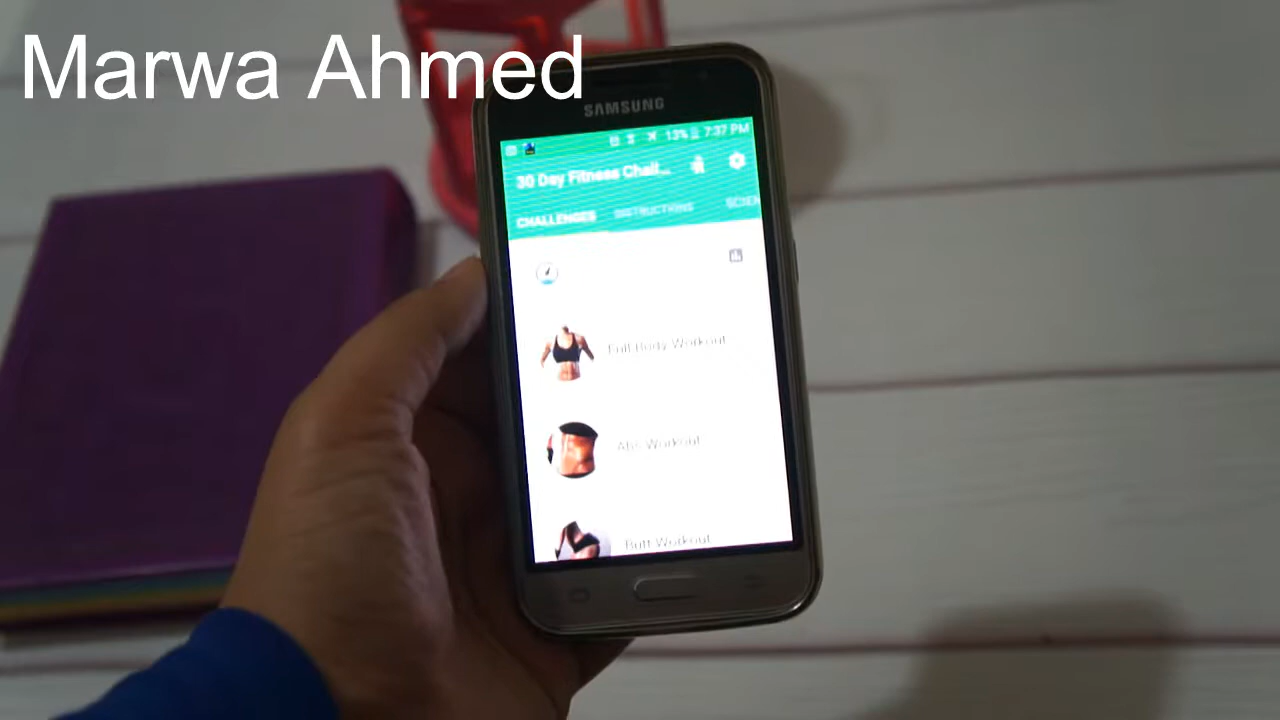 Marwa Ahmed
SAMSUNG
13% 7:37 PM
30 Day Fitness Chall...
CHALLENGES INSTRUCTIONS SCIEN
Full Body Workout
Abs Workout
Butt Workout